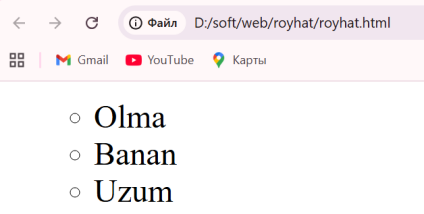 Файл D:/soft/web/royhat/royhat.html
Gmail YouTube Карты
Olma
Banan
Uzum